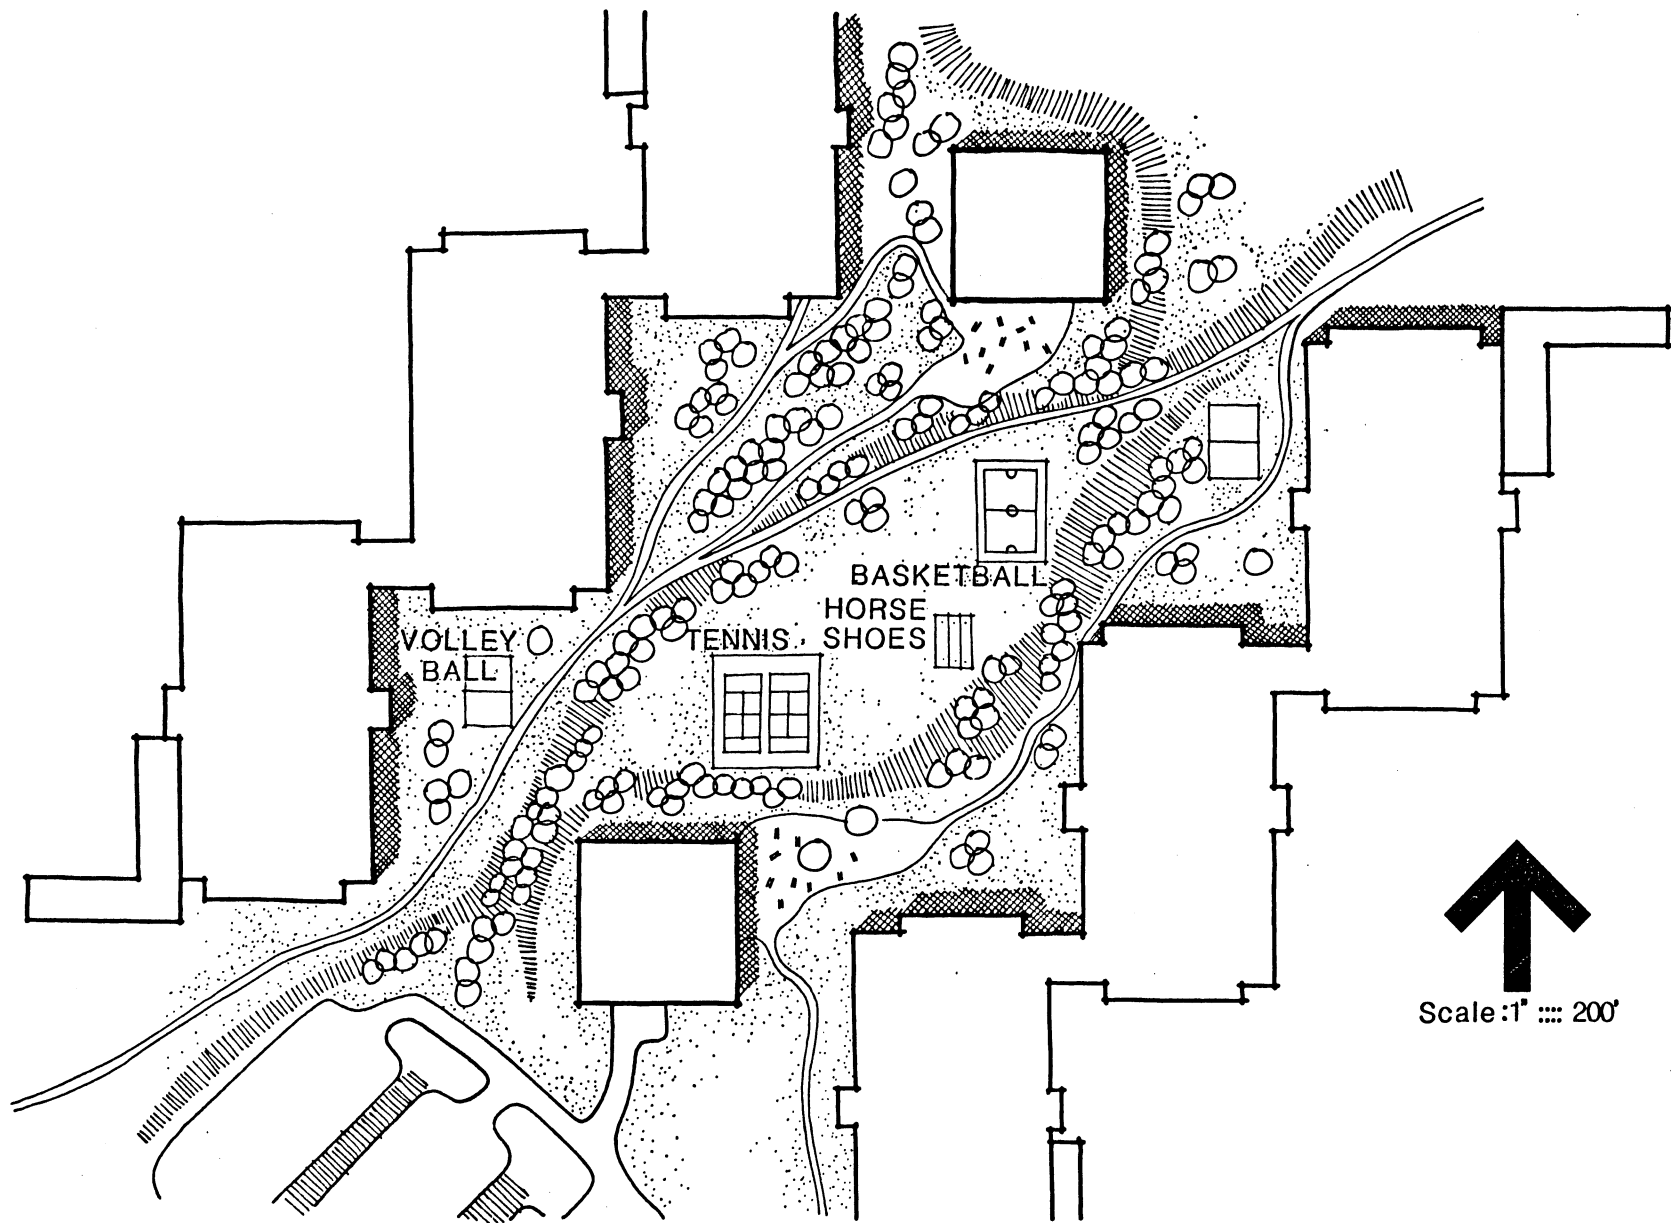 BASKETBALL
HORSE
SHOES
TENNIS
VOLLEY
BALL
Scale:1" :::: 200'